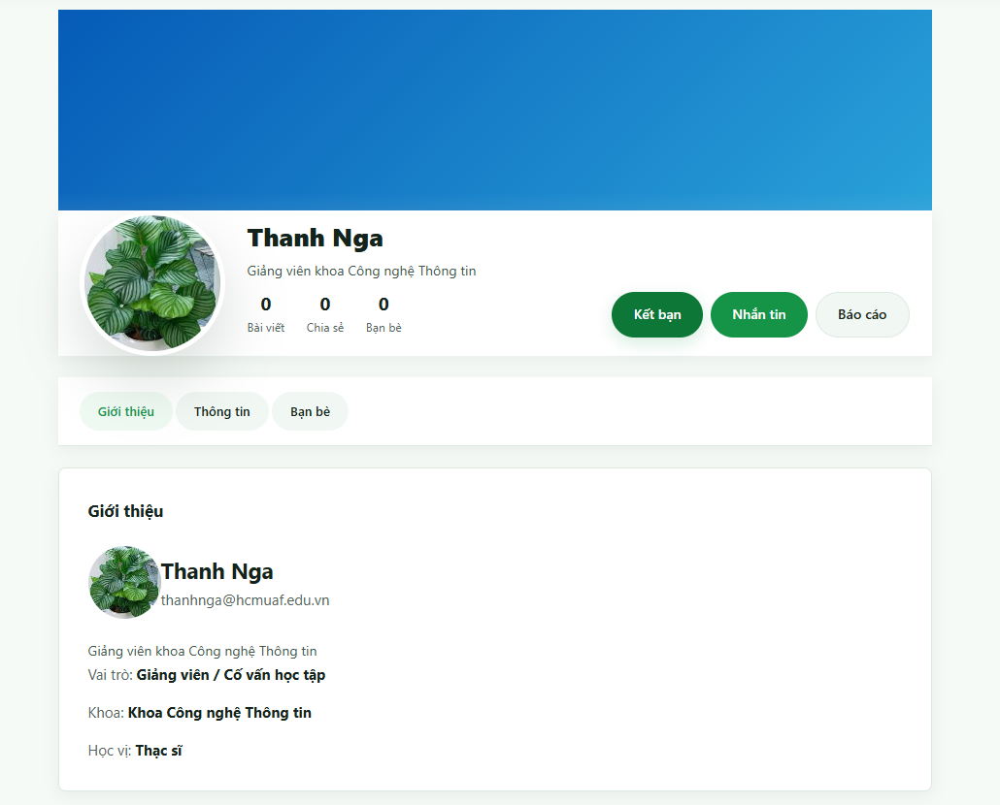 Thanh Nga
Giảng viên khoa Công nghệ Thông tin
0 0 0
Bài viết Chia sẻ Bạn bè
Kết bạn Nhắn tin Báo cáo
Giới thiệu Thông tin Bạn bè
Giới thiệu
Thanh Nga
thanhnga@hcmuaf.edu.vn
Giảng viên khoa Công nghệ Thông tin
Vai trò: Giảng viên / Cố vấn học tập
Khoa: Khoa Công nghệ Thông tin
Học vị: Thạc sĩ